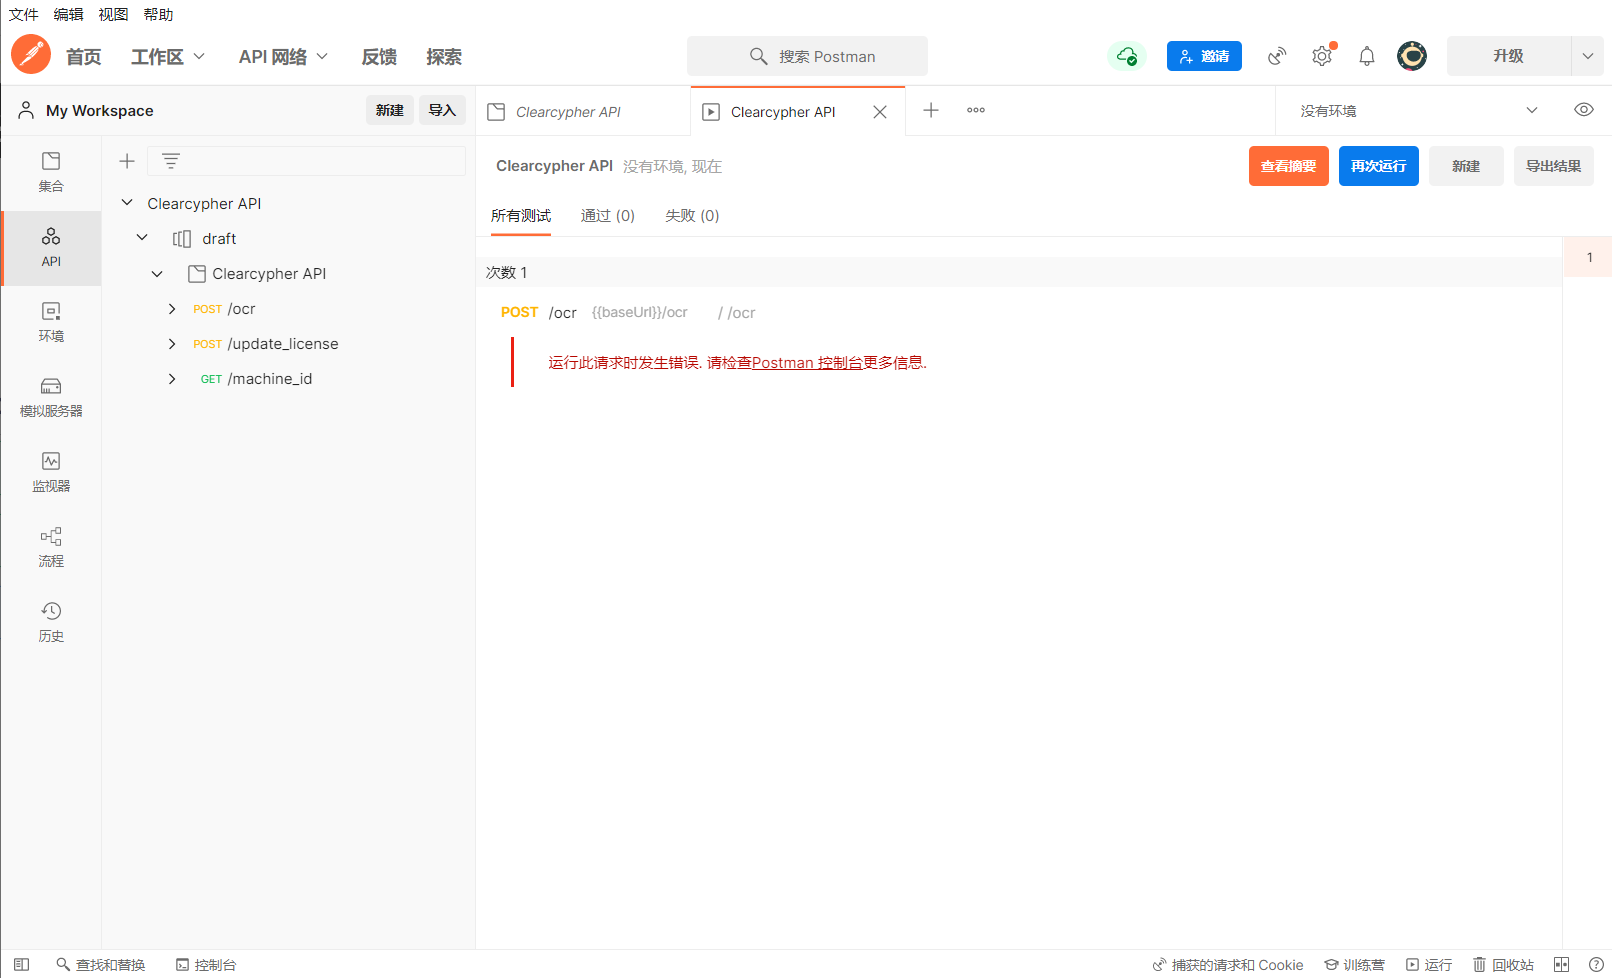 文件 编辑 视图 帮助
首页 工作区 API 网络 反馈 探索 搜索 Postman 邀请 升级
My Workspace 新建 导入 Clearcypher API Clearcypher API 没有环境
集合
API
环境
模拟服务器
监视器
流程
历史
Clearcypher API
draft
Clearcypher API
POST /ocr
POST /update_license
GET /machine_id
Clearcypher API 没有环境, 现在 查看摘要 再次运行 新建 导出结果
所有测试 通过 (0) 失败 (0)
次数 1 1
POST /ocr {{baseUrl}}/ocr / /ocr
运行此请求时发生错误. 请检查Postman 控制台更多信息.
查找和替换 控制台 捕获的请求和 Cookie 训练营 运行 回收站